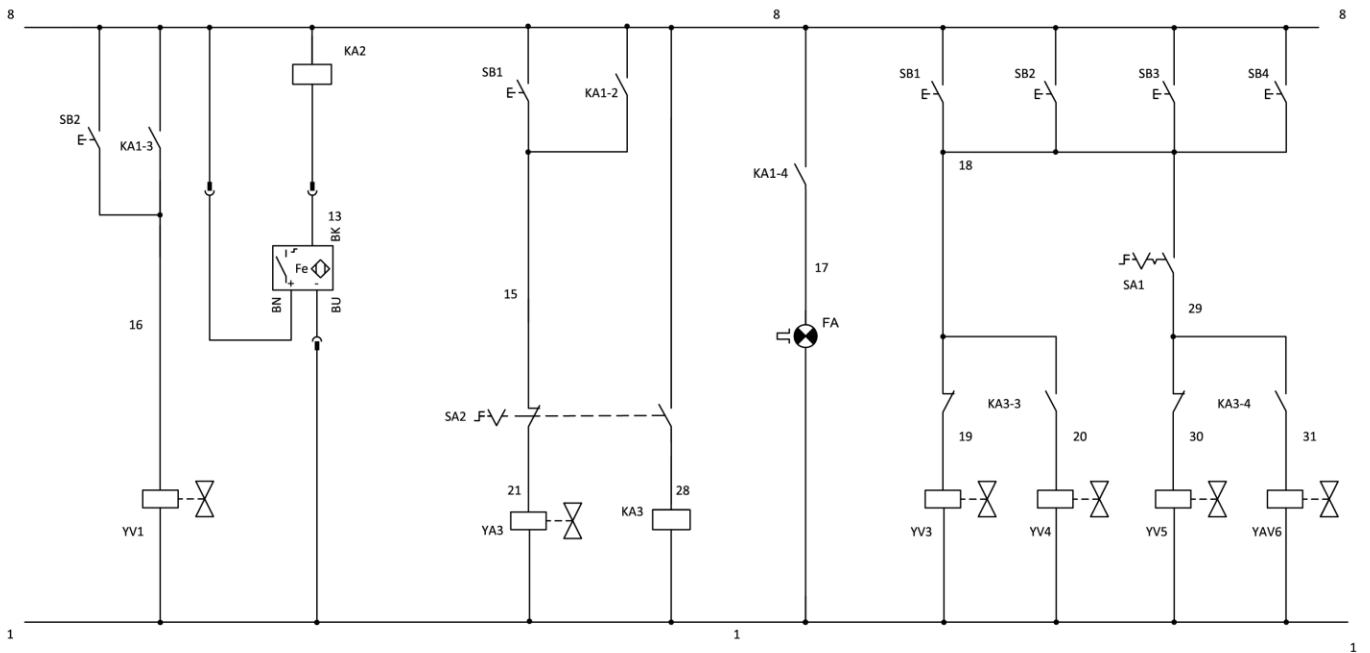 8 8 8
KA2
SB1 SB1 SB2 SB3 SB4
KA1-2
SB2
KA1-3
KA1-4
18
13
BK
Fe
+ -
BN BU
17
SA1
15
29
16
FA
KA3-3 KA3-4
SA2
19 20 30 31
21 28
YV1 YA3 KA3 YV3 YV4 YV5 YAV6
1 1 1